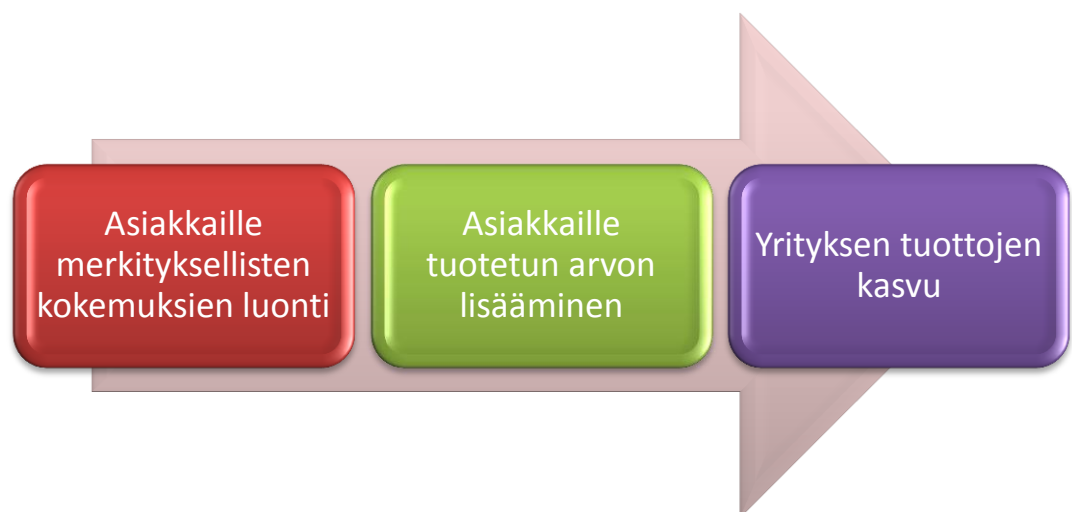 Asiakkaille
merkityksellisten
kokemuksien luonti
Asiakkaille
tuotetun arvon
lisääminen
Yrityksen tuottojen
kasvu